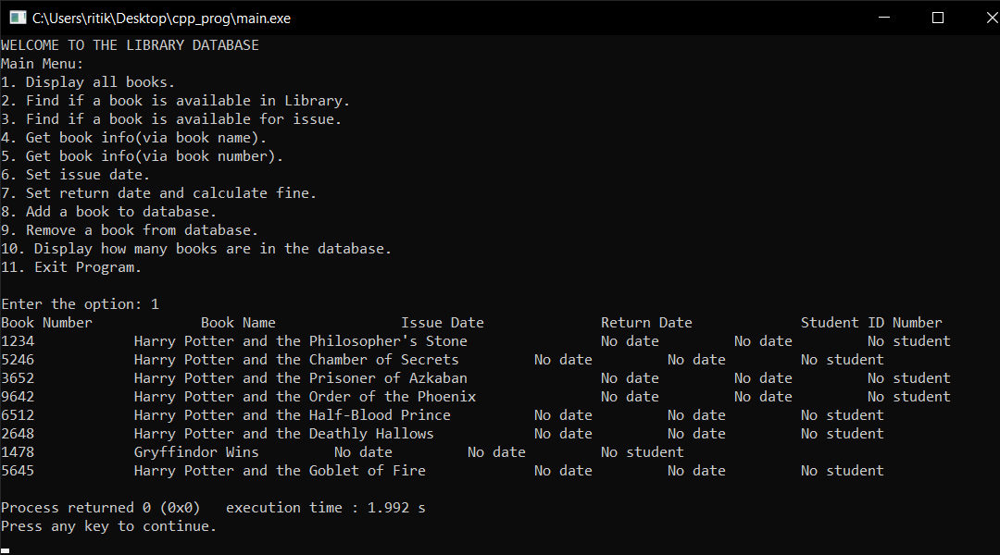 C:\Users\ritik\Desktop\cpp_prog\main.exe
WELCOME TO THE LIBRARY DATABASE
Main Menu:
1. Display all books.
2. Find if a book is available in Library.
3. Find if a book is available for issue.
4. Get book info(via book name).
5. Get book info(via book number).
6. Set issue date.
7. Set return date and calculate fine.
8. Add a book to database.
9. Remove a book from database.
10. Display how many books are in the database.
11. Exit Program.

Enter the option: 1
Book Number             Book Name               Issue Date              Return Date             Student ID Number
1234            Harry Potter and the Philosopher's Stone                No date         No date         No student
5246            Harry Potter and the Chamber of Secrets         No date         No date         No student
3652            Harry Potter and the Prisoner of Azkaban                No date         No date         No student
9642            Harry Potter and the Order of the Phoenix               No date         No date         No student
6512            Harry Potter and the Half-Blood Prince          No date         No date         No student
2648            Harry Potter and the Deathly Hallows            No date         No date         No student
1478            Gryffindor Wins         No date         No date         No student
5645            Harry Potter and the Goblet of Fire             No date         No date         No student

Process returned 0 (0x0)   execution time : 1.992 s
Press any key to continue.